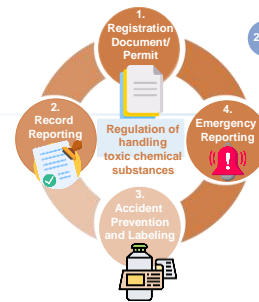 1.
Registration
Document/
Permit
2
2.
Record
Reporting
Regulation of
handling
toxic chemical
substances
4.
Emergency
Reporting
3.
Accident
Prevention
and Labeling